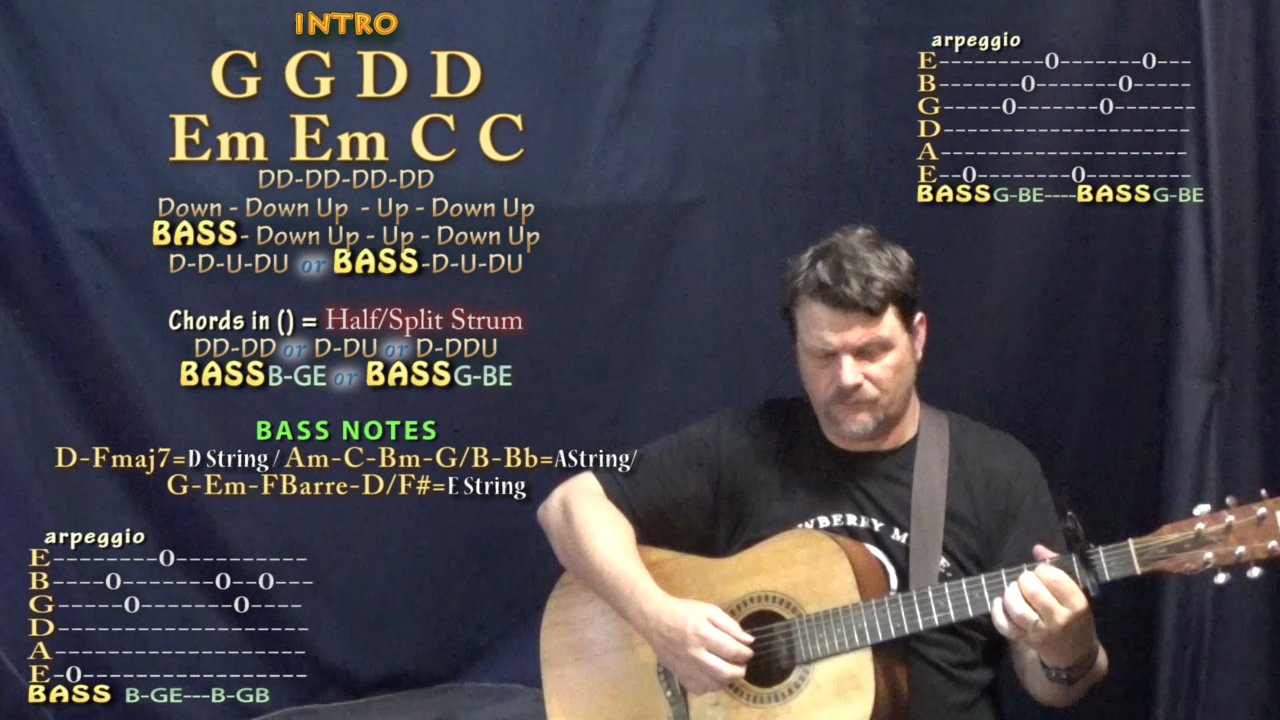 INTRO
G G D D
Em Em C C
DD-DD-DD-DD
Down - Down Up - Up - Down Up
BASS- Down Up - Up - Down Up
D-D-U-DU or BASS-D-U-DU
Chords in () = Half/Split Strum
DD-DD or D-DU or D-DDU
BASSB-GE or BASSG-BE
BASS NOTES
D-Fmaj7=D String / Am-C-Bm-G/B-Bb=AString/
G-Em-FBarre-D/F#=E String
arpeggio
E--------0----------
B----0-------0--0---
G-----0-------0----
D------------------
A------------------
E-0----------------
BASS B-GE---B-GB
arpeggio
E---------0-------0---
B-------0-------0-----
G-----0-------0-------
D---------------------
A---------------------
E--0--------0---------
BASSG-BE----BASSG-BE
WBERRY M